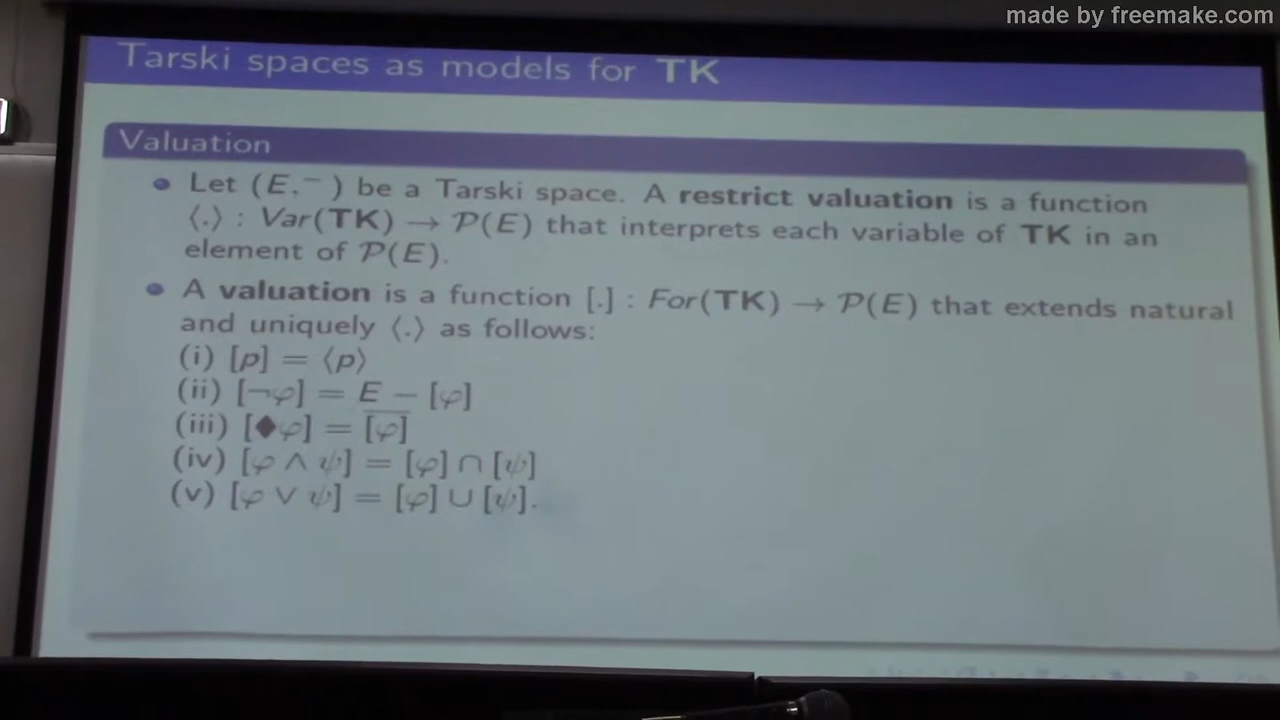 made by freemake.com
Tarski spaces as models for TK
Valuation
Let (E,⁻) be a Tarski space. A restrict valuation is a function
⟨.⟩ : Var(TK) → 𝒫(E) that interprets each variable of TK in an
element of 𝒫(E).
A valuation is a function [.] : For(TK) → 𝒫(E) that extends natural
and uniquely ⟨.⟩ as follows:
(i) [p] = ⟨p⟩
(ii) [¬φ] = E − [φ]
(iii) [♦φ] = \overline{[φ]}
(iv) [φ ∧ ψ] = [φ] ∩ [ψ]
(v) [φ ∨ ψ] = [φ] ∪ [ψ].